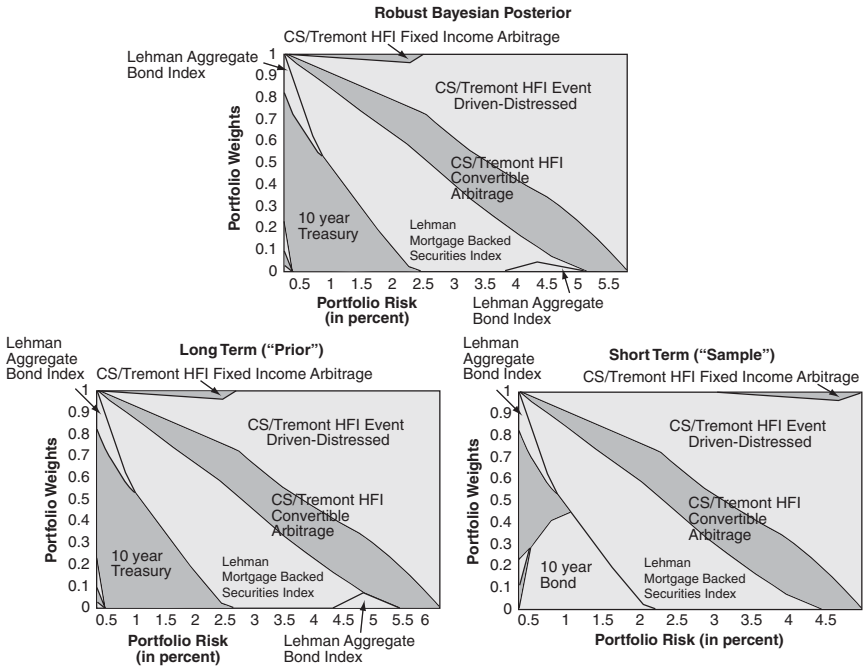 Robust Bayesian Posterior
CS/Tremont HFI Fixed Income Arbitrage
Lehman Aggregate
Bond Index
Portfolio Weights
1
0.9
0.8
0.7
0.6
0.5
0.4
0.3
0.2
0.1
0
CS/Tremont HFI Event
Driven-Distressed
CS/Tremont HFI
Convertible
Arbitrage
10 year
Treasury
Lehman
Mortgage Backed
Securities Index
0.5 1 1.5 2 2.5 3 3.5 4 4.5 5 5.5
Portfolio Risk
(in percent)
Lehman Aggregate
Bond Index
Long Term (“Prior”)
Lehman
Aggregate
Bond Index
CS/Tremont HFI Fixed Income Arbitrage
Portfolio Weights
1
0.9
0.8
0.7
0.6
0.5
0.4
0.3
0.2
0.1
0
CS/Tremont HFI Event
Driven-Distressed
CS/Tremont HFI
Convertible
Arbitrage
10 year
Treasury
Lehman
Mortgage Backed
Securities Index
0.5 1 1.5 2 2.5 3 3.5 4 4.5 5 5.5 6
Portfolio Risk
(in percent)
Lehman Aggregate
Bond Index
Short Term (“Sample”)
Lehman
Aggregate
Bond Index
CS/Tremont HFI Fixed Income Arbitrage
Portfolio Weights
1
0.9
0.8
0.7
0.6
0.5
0.4
0.3
0.2
0.1
0
CS/Tremont HFI Event
Driven-Distressed
CS/Tremont HFI
Convertible
Arbitrage
10 year
Bond
Lehman
Mortgage Backed
Securities Index
0.5 1 1.5 2 2.5 3 3.5 4 4.5
Portfolio Risk (in percent)